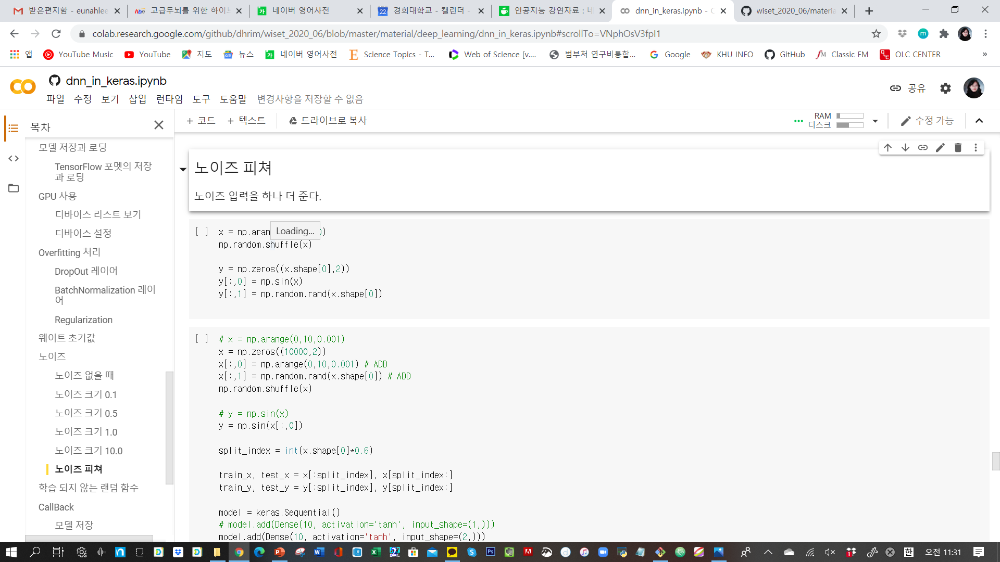 받은편지함 - eunahlee
고급두뇌를 위한 하이브
네이버 영어사전
경희대학교 - 캘린더 -
인공지능 강연자료 : 네
dnn_in_keras.ipynb - C
wiset_2020_06/materia
colab.research.google.com/github/dhrim/wiset_2020_06/blob/master/material/deep_learning/dnn_in_keras.ipynb#scrollTo=VNphOsV3fpI1
앱 YouTube Music YouTube 지도 뉴스 네이버 영어사전 Science Topics - T... Web of Science [v.... 범부처 연구비통합... Google KHU INFO GitHub Classic FM OLC CENTER »
dnn_in_keras.ipynb
파일 수정 보기 삽입 런타임 도구 도움말 변경사항을 저장할 수 없음
공유
+ 코드 + 텍스트 드라이브로 복사
RAM
디스크
수정 가능
목차
모델 저장과 로딩
TensorFlow 포멧의 저장
과 로딩
GPU 사용
디바이스 리스트 보기
디바이스 설정
Overfitting 처리
DropOut 레이어
BatchNormalization 레이
어
Regularization
웨이트 초기값
노이즈
노이즈 없을 때
노이즈 크기 0.1
노이즈 크기 0.5
노이즈 크기 1.0
노이즈 크기 10.0
노이즈 피쳐
학습 되지 않는 랜덤 함수
CallBack
모델 저장
노이즈 피쳐
노이즈 입력을 하나 더 준다.
[ ] x = np.aran
Loading...
np.random.shuffle(x)
y = np.zeros((x.shape[0],2))
y[:,0] = np.sin(x)
y[:,1] = np.random.rand(x.shape[0])
[ ] # x = np.arange(0,10,0.001)
x = np.zeros((10000,2))
x[:,0] = np.arange(0,10,0.001) # ADD
x[:,1] = np.random.rand(x.shape[0]) # ADD
np.random.shuffle(x)
# y = np.sin(x)
y = np.sin(x[:,0])
split_index = int(x.shape[0]*0.6)
train_x, test_x = x[:split_index], x[split_index:]
train_y, test_y = y[:split_index], y[split_index:]
model = keras.Sequential()
# model.add(Dense(10, activation='tanh', input_shape=(1,)))
model.add(Dense(10, activation='tanh', input_shape=(2,)))
한
오전 11:31